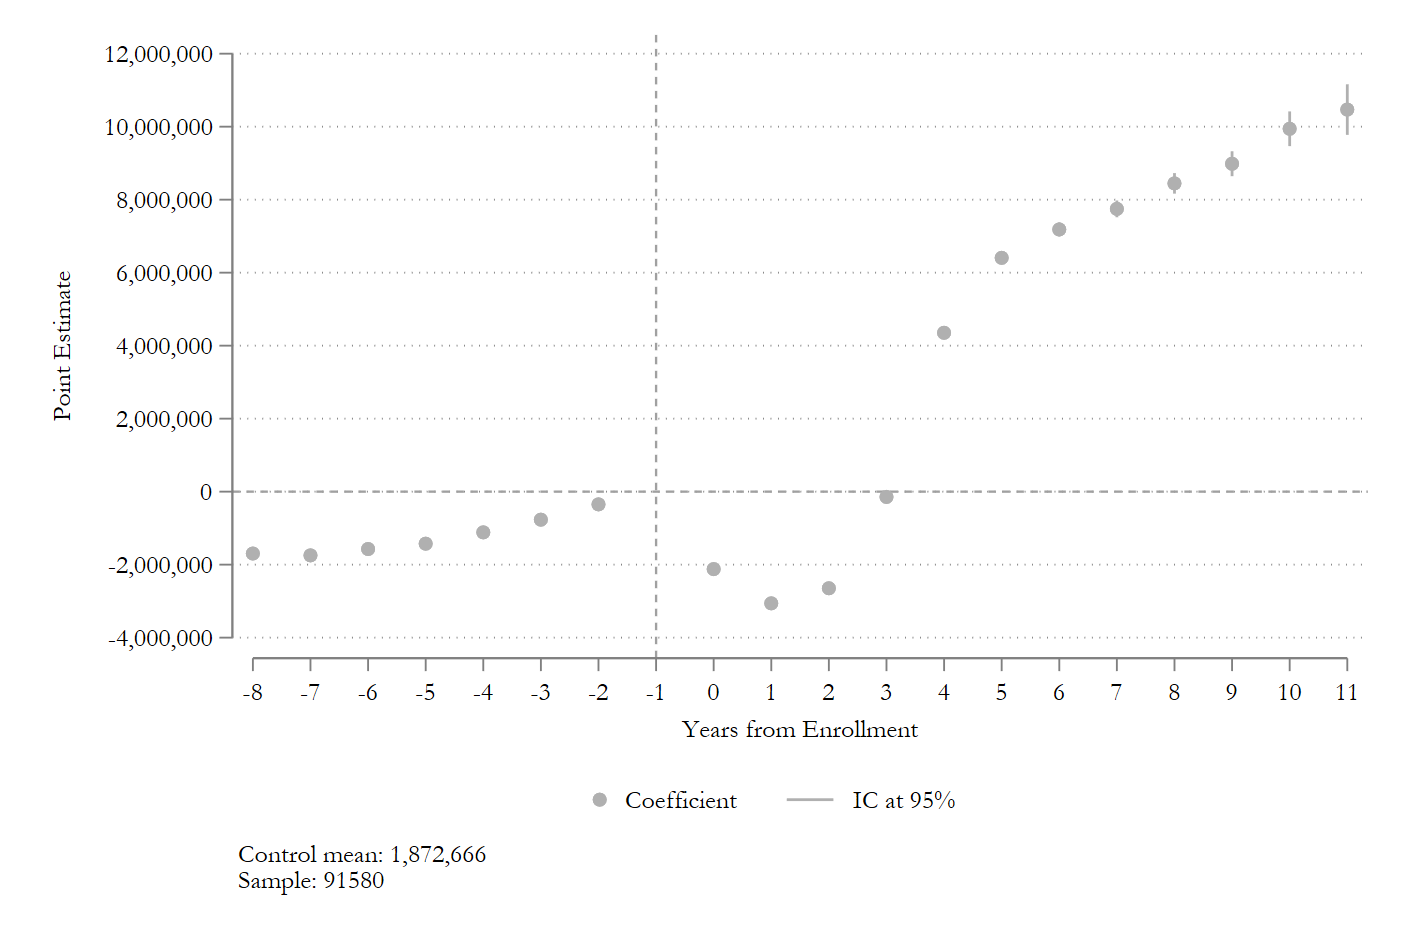 12,000,000
10,000,000
8,000,000
6,000,000
4,000,000
2,000,000
0
-2,000,000
-4,000,000
Point Estimate
-8 -7 -6 -5 -4 -3 -2 -1 0 1 2 3 4 5 6 7 8 9 10 11
Years from Enrollment
Coefficient IC at 95%
Control mean: 1,872,666
Sample: 91580